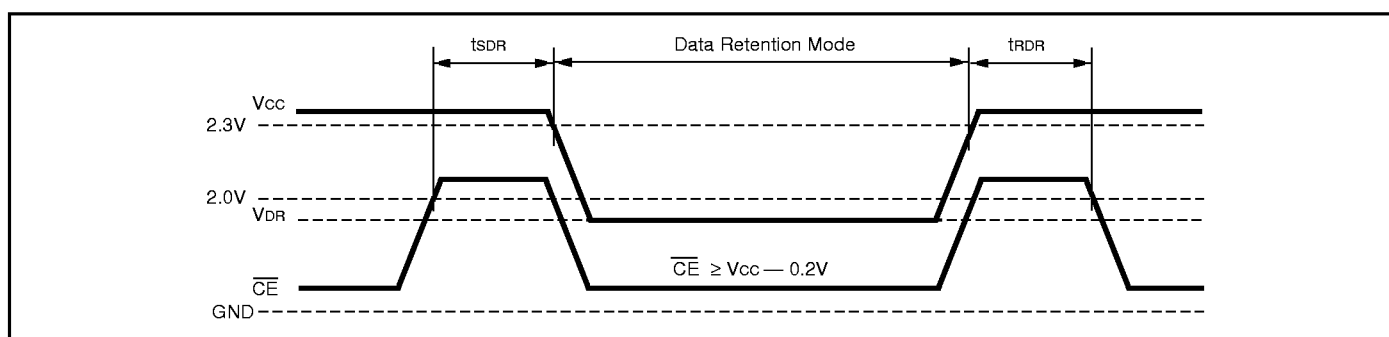 tSDR Data Retention Mode tRDR
VCC
2.3V
2.0V
VDR
CE ≥ VCC — 0.2V
CE
GND